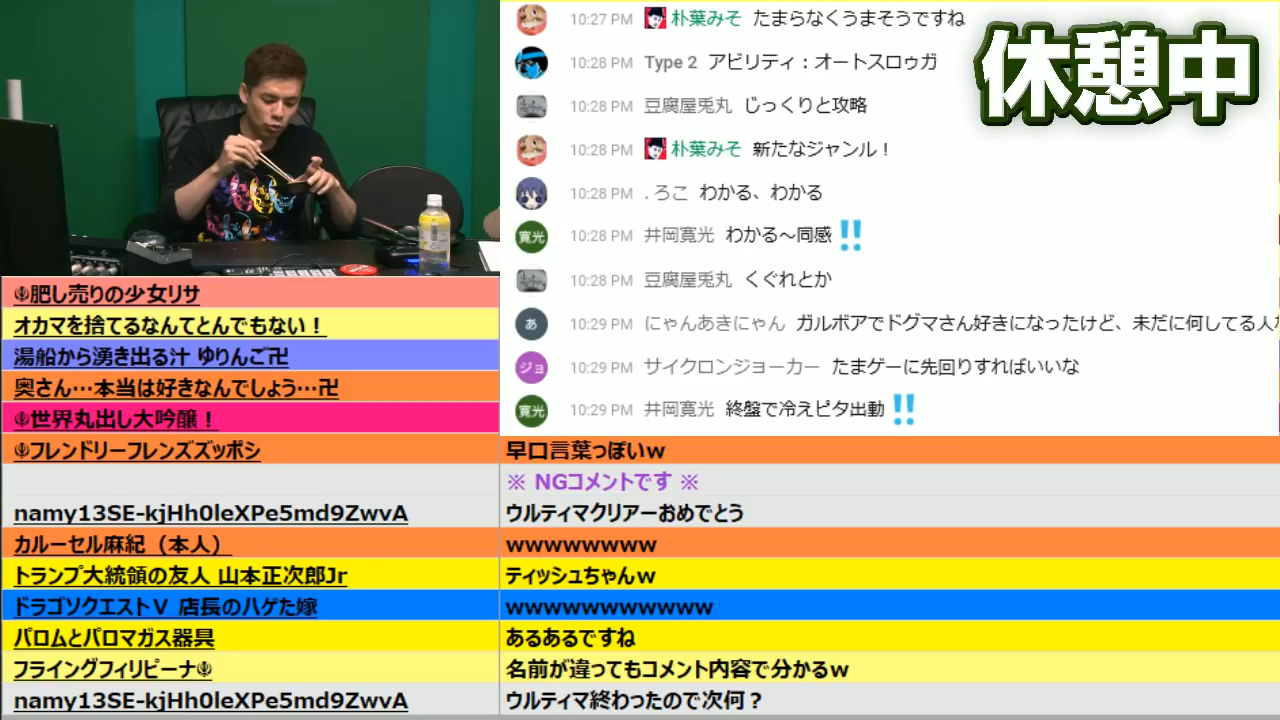 休憩中
10:27 PM 朴葉みそ たまらなくうまそうですね
10:28 PM Type 2 アビリティ：オートスロゥガ
10:28 PM 豆腐屋兎丸 じっくりと攻略
10:28 PM 朴葉みそ 新たなジャンル！
10:28 PM . ろこ わかる、わかる
寛光 10:28 PM 井岡寛光 わかる～同感‼
10:28 PM 豆腐屋兎丸 くぐれとか
あ 10:29 PM にゃんあきにゃん ガルボアでドグマさん好きになったけど、未だに何してる人
ジョ 10:29 PM サイクロンジョーカー たまゲーに先回りすればいいな
寛光 10:29 PM 井岡寛光 終盤で冷えピタ出動‼
☬肥し売りの少女リサ
オカマを捨てるなんてとんでもない！
湯船から湧き出る汁 ゆりんご卍
奥さん…本当は好きなんでしょう…卍
☬世界丸出し大吟醸！
☬フレンドリーフレンズズッポシ 早口言葉っぽいｗ
※ NGコメントです ※
namy13SE-kjHh0leXPe5md9ZwvA ウルティマクリアーおめでとう
カルーセル麻紀（本人） wwwwwwww
トランプ大統領の友人 山本正次郎Jr ティッシュちゃんｗ
ドラゴソクエストⅤ 店長のハゲた嫁 wwwwwwwwwww
パロムとパロマガス器具 あるあるですね
フライングフィリピーナ☬ 名前が違ってもコメント内容で分かるｗ
namy13SE-kjHh0leXPe5md9ZwvA ウルティマ終わったので次何？